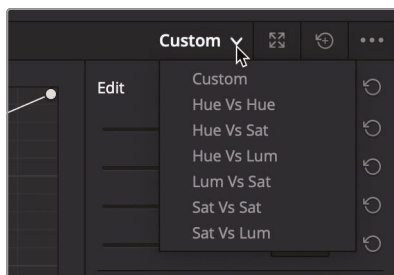 Custom
Edit
Custom
Hue Vs Hue
Hue Vs Sat
Hue Vs Lum
Lum Vs Sat
Sat Vs Sat
Sat Vs Lum